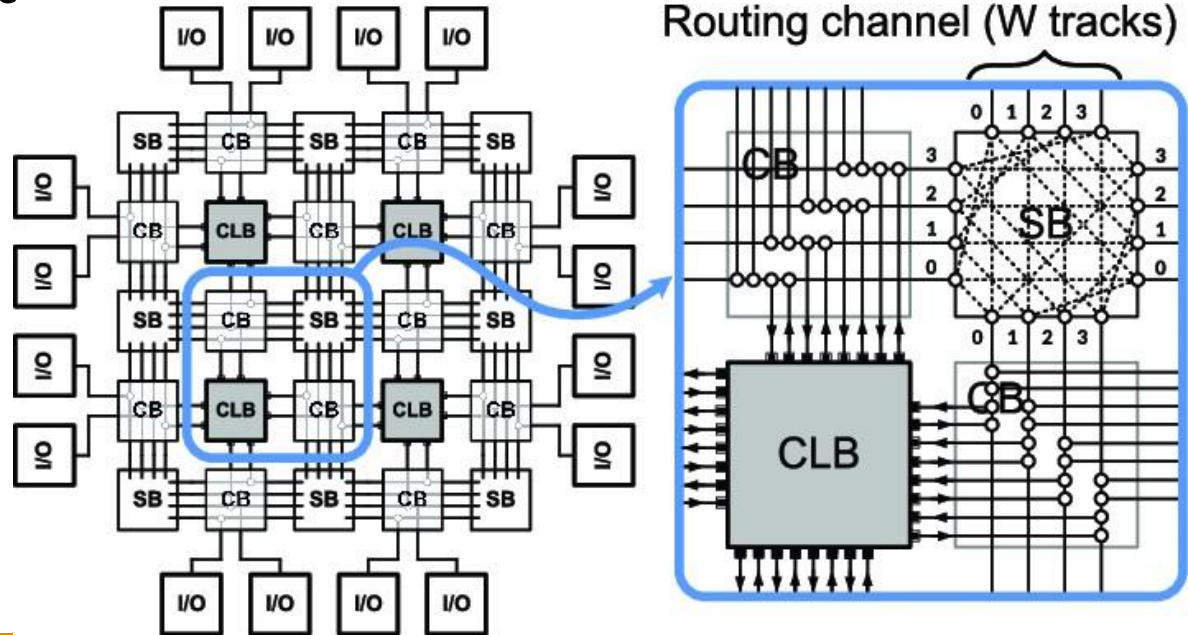 I/O I/O I/O I/O
SB CB SB CB SB
I/O I/O
CB CLB CB CLB CB
I/O I/O
SB CB SB CB SB
I/O I/O
CB CLB CB CLB CB
I/O I/O
SB CB SB CB SB
I/O I/O I/O I/O
Routing channel (W tracks)
0 1 2 3
CB
3 3
2 SB 2
1 1
0 0
0 1 2 3
CB
CLB